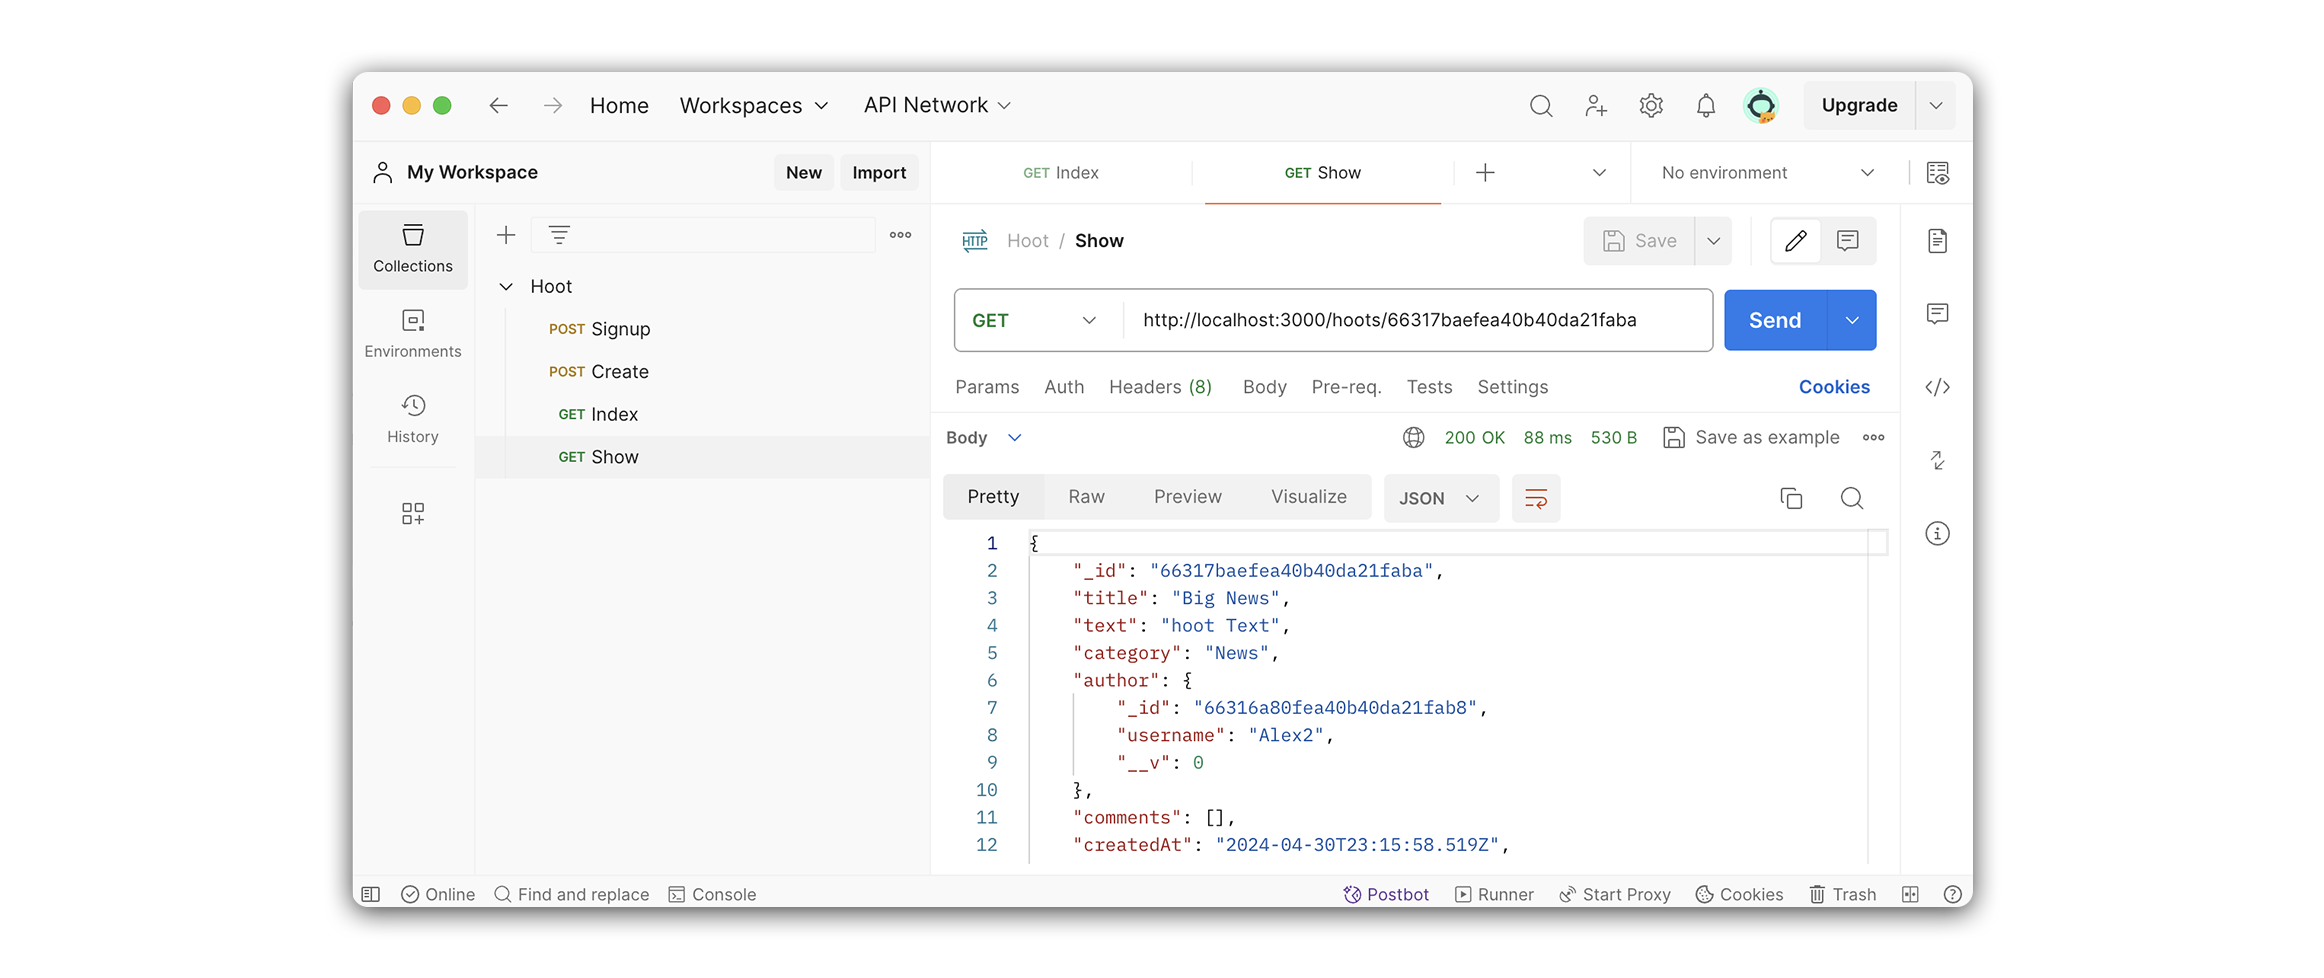 Home Workspaces API Network Upgrade
My Workspace New Import GET Index GET Show No environment
Collections
Environments
History
Hoot
POST Signup
POST Create
GET Index
GET Show
HTTP Hoot / Show Save
GET http://localhost:3000/hoots/66317baefea40b40da21faba Send
Params Auth Headers (8) Body Pre-req. Tests Settings Cookies
Body 200 OK 88 ms 530 B Save as example
Pretty Raw Preview Visualize JSON
1 {
2 "_id": "66317baefea40b40da21faba",
3 "title": "Big News",
4 "text": "hoot Text",
5 "category": "News",
6 "author": {
7 "_id": "66316a80fea40b40da21fab8",
8 "username": "Alex2",
9 "__v": 0
10 },
11 "comments": [],
12 "createdAt": "2024-04-30T23:15:58.519Z",
Online Find and replace Console Postbot Runner Start Proxy Cookies Trash